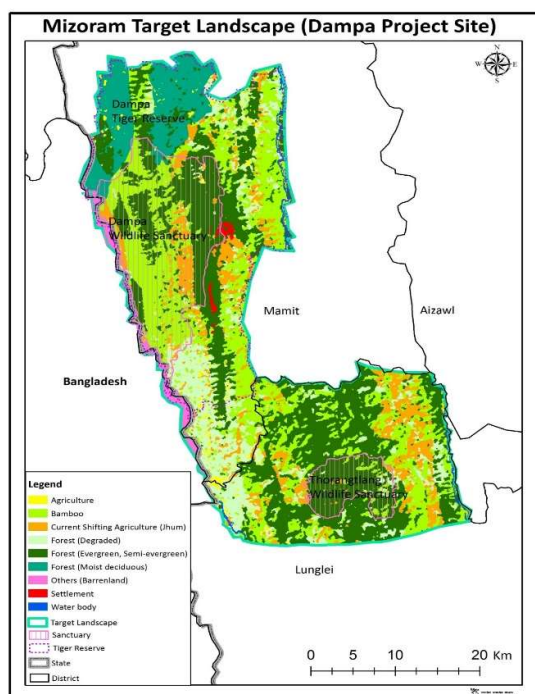 Mizoram Target Landscape (Dampa Project Site)
N
W E
S
Dampa
Tiger Reserve
Dampa
Wildlife Sanctuary
Mamit
Aizawl
Bangladesh
Thorangtlang
Wildlife Sanctuary
Lunglei
Legend
Agriculture
Bamboo
Current Shifting Agriculture (Jhum)
Forest (Degraded)
Forest (Evergreen, Semi-evergreen)
Forest (Moist deciduous)
Others (Barrenland)
Settlement
Water body
Target Landscape
Sanctuary
Tiger Reserve
State
District
0 5 10 20 Km